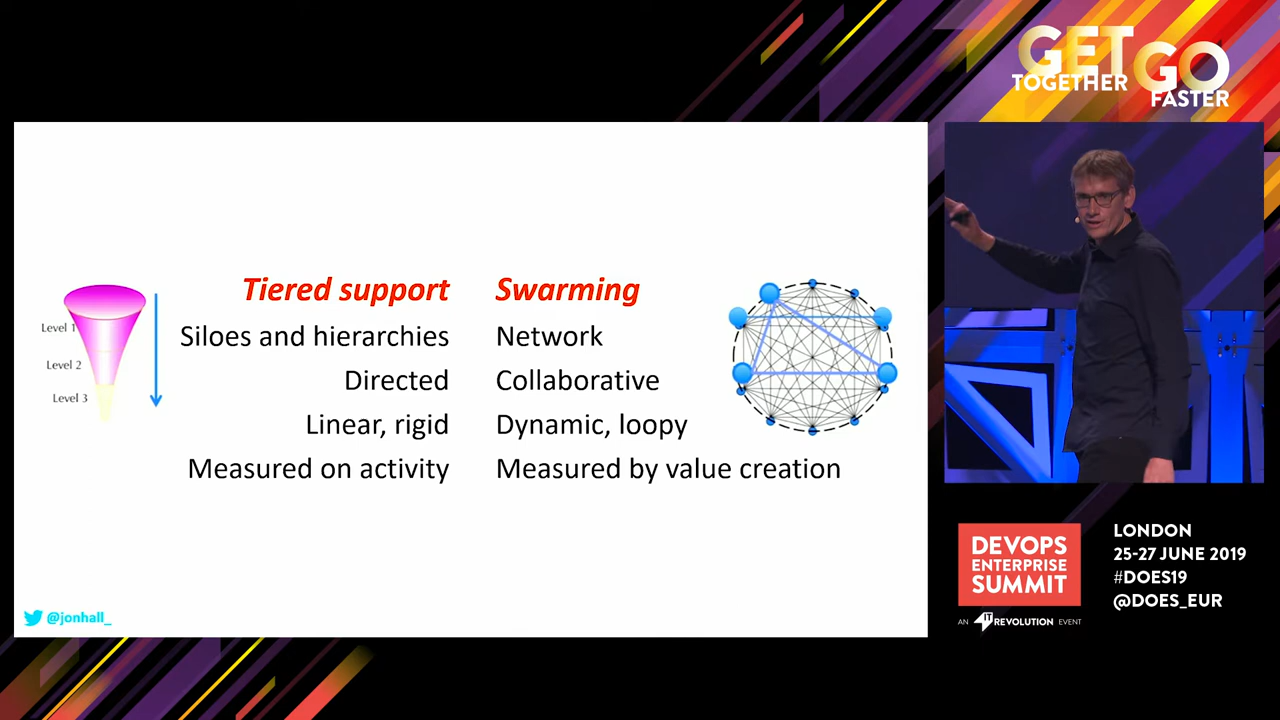 GET
TOGETHER
GO
FASTER
Tiered support
Swarming
Level 1
Siloes and hierarchies
Network
Level 2
Directed
Collaborative
Level 3
Linear, rigid
Dynamic, loopy
Measured on activity
Measured by value creation
@jonhall_
DEVOPS
ENTERPRISE
SUMMIT
AN IT REVOLUTION EVENT
LONDON
25-27 JUNE 2019
#DOES19
@DOES_EUR